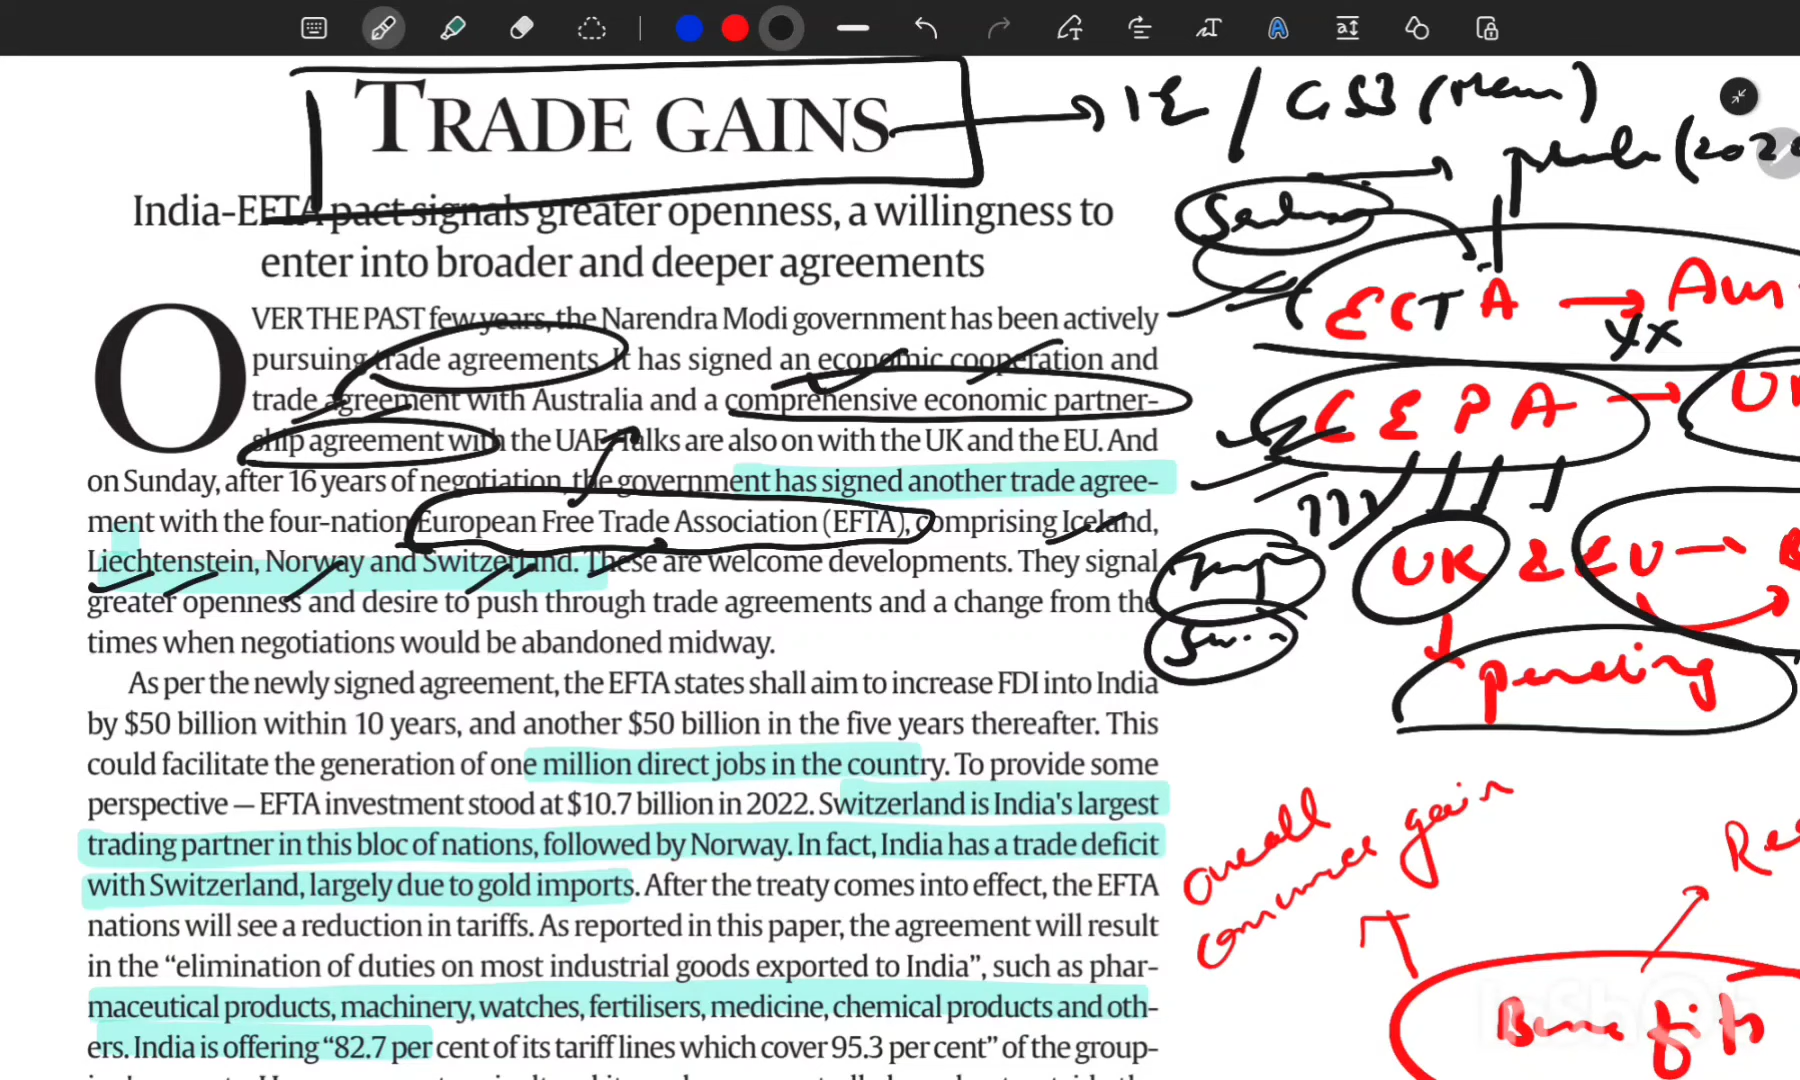 TRADE GAINS
India-EFTA pact signals greater openness, a willingness to
enter into broader and deeper agreements
OVER THE PAST few years, the Narendra Modi government has been actively
pursuing trade agreements. It has signed an economic cooperation and
trade agreement with Australia and a comprehensive economic partner-
ship agreement with the UAE. Talks are also on with the UK and the EU. And
on Sunday, after 16 years of negotiation, the government has signed another trade agree-
ment with the four-nation European Free Trade Association (EFTA), comprising Iceland,
Liechtenstein, Norway and Switzerland. These are welcome developments. They signal
greater openness and desire to push through trade agreements and a change from the
times when negotiations would be abandoned midway.
As per the newly signed agreement, the EFTA states shall aim to increase FDI into India
by $50 billion within 10 years, and another $50 billion in the five years thereafter. This
could facilitate the generation of one million direct jobs in the country. To provide some
perspective — EFTA investment stood at $10.7 billion in 2022. Switzerland is India's largest
trading partner in this bloc of nations, followed by Norway. In fact, India has a trade deficit
with Switzerland, largely due to gold imports. After the treaty comes into effect, the EFTA
nations will see a reduction in tariffs. As reported in this paper, the agreement will result
in the “elimination of duties on most industrial goods exported to India”, such as phar-
maceutical products, machinery, watches, fertilisers, medicine, chemical products and oth-
ers. India is offering “82.7 per cent of its tariff lines which cover 95.3 per cent” of the group-
IE / GS3 (Mem)
ECTA → Aus
CEPA →
UK & EU →
pending
overall
gain
Benefits